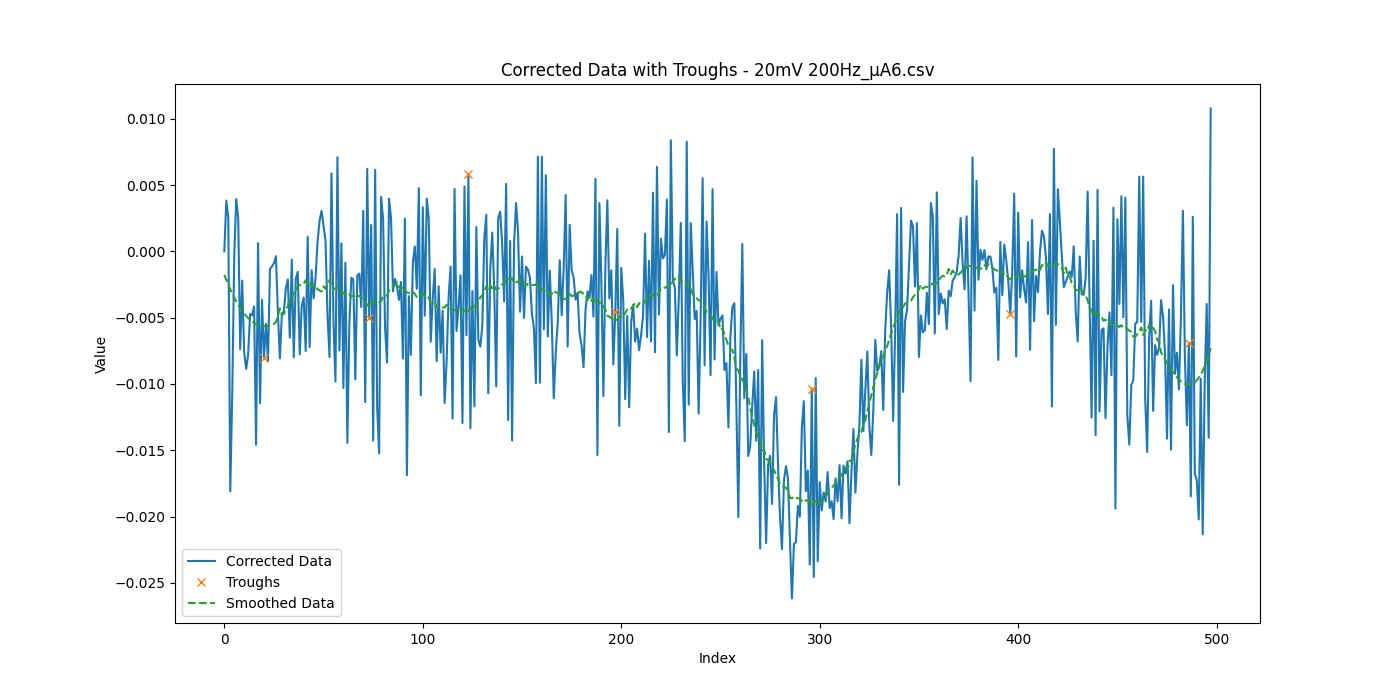 Corrected Data with Troughs - 20mV 200Hz_μA6.csv
0.010
0.005
0.000
−0.005
−0.010
−0.015
−0.020
−0.025
Value
Corrected Data
Troughs
Smoothed Data
0
100
200
300
400
500
Index